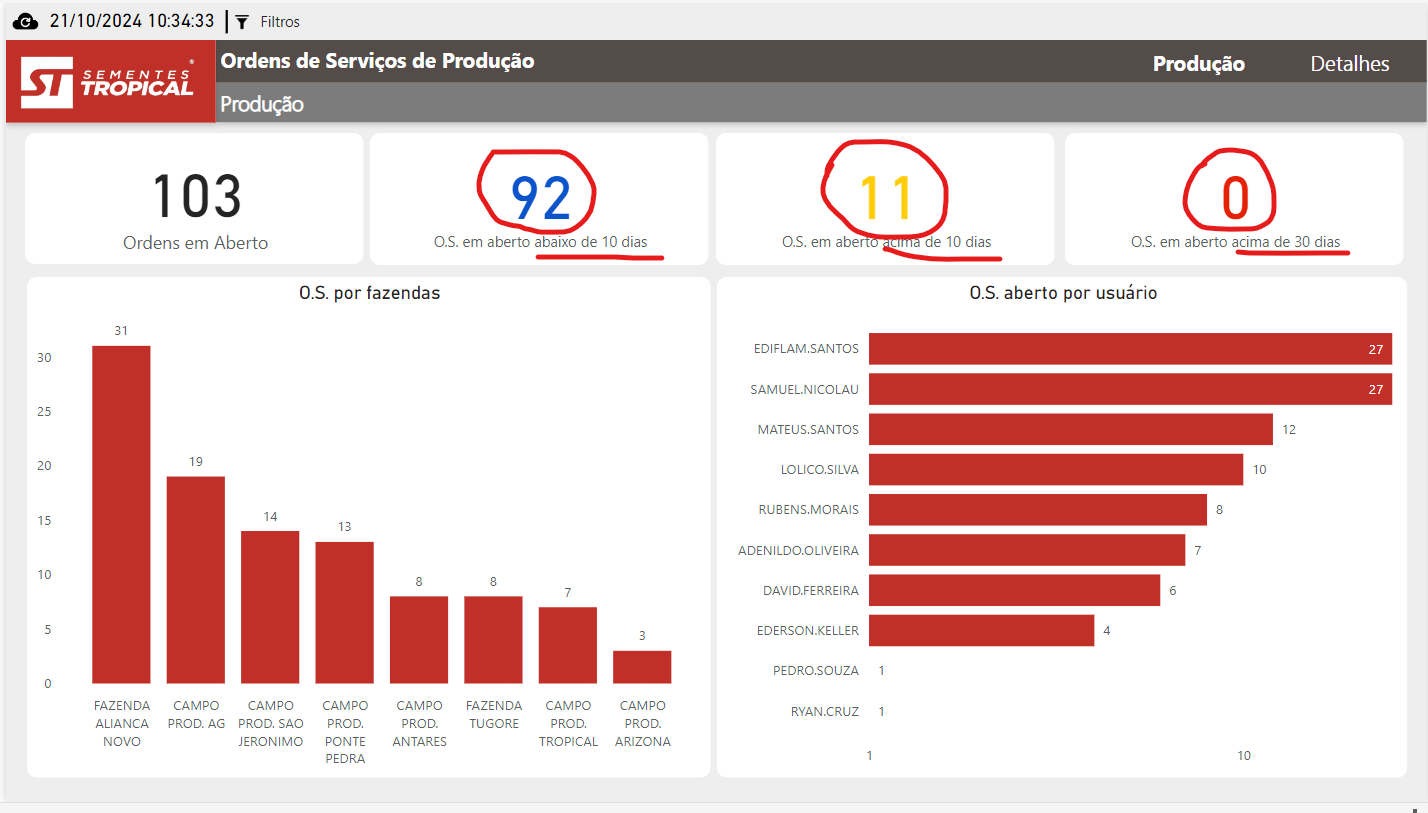 21/10/2024 10:34:33 Filtros
ST SEMENTES TROPICAL ®
Ordens de Serviços de Produção
Produção Detalhes
Produção
103
Ordens em Aberto
92
O.S. em aberto abaixo de 10 dias
11
O.S. em aberto acima de 10 dias
0
O.S. em aberto acima de 30 dias
O.S. por fazendas
30
25
20
15
10
5
0
31
19
14
13
8
8
7
3
FAZENDA
ALIANCA
NOVO
CAMPO
PROD. AG
CAMPO
PROD. SAO
JERONIMO
CAMPO
PROD.
PONTE
PEDRA
CAMPO
PROD.
ANTARES
FAZENDA
TUGORE
CAMPO
PROD.
TROPICAL
CAMPO
PROD.
ARIZONA
O.S. aberto por usuário
EDIFLAM.SANTOS 27
SAMUEL.NICOLAU 27
MATEUS.SANTOS 12
LOLICO.SILVA 10
RUBENS.MORAIS 8
ADENILDO.OLIVEIRA 7
DAVID.FERREIRA 6
EDERSON.KELLER 4
PEDRO.SOUZA 1
RYAN.CRUZ 1
1 10